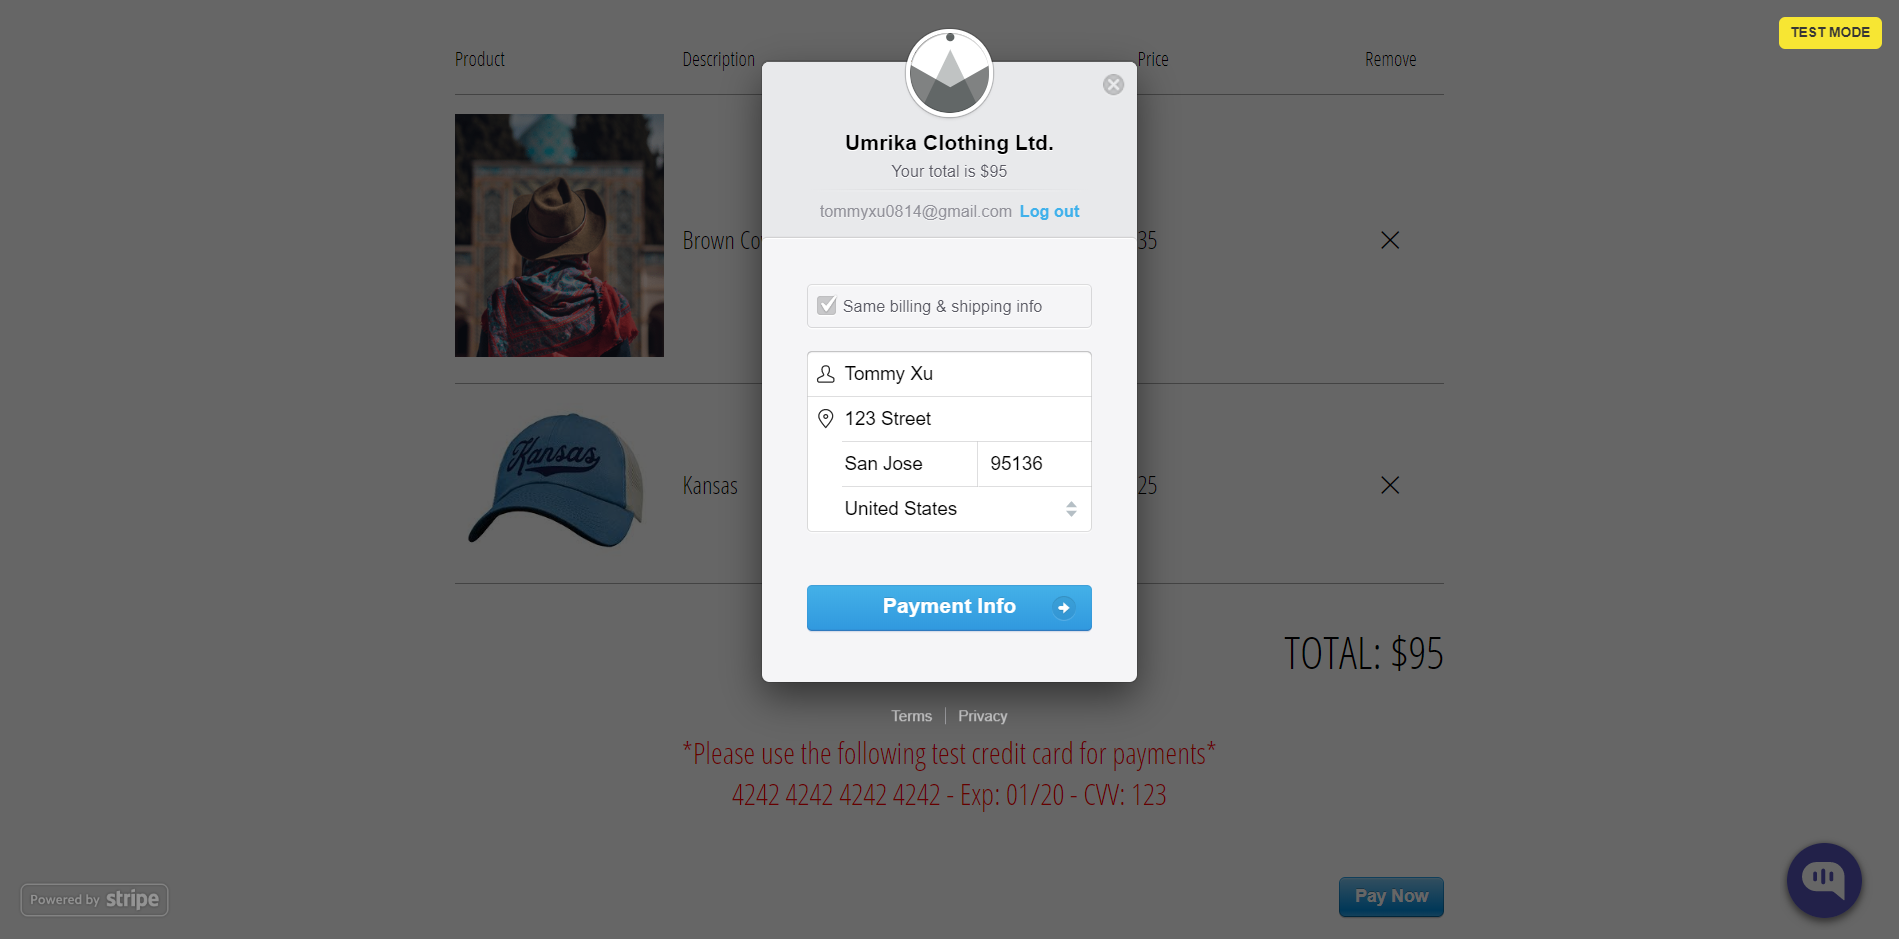 TEST MODE
Product Description Price Remove
Umrika Clothing Ltd.
Your total is $95
tommyxu0814@gmail.com Log out
Brown Co 35
Same billing & shipping info
Tommy Xu
123 Street
San Jose 95136
United States
Kansas
Kansas 25
Payment Info
TOTAL: $95
Terms Privacy
*Please use the following test credit card for payments*
4242 4242 4242 4242 - Exp: 01/20 - CVV: 123
Powered by stripe
Pay Now